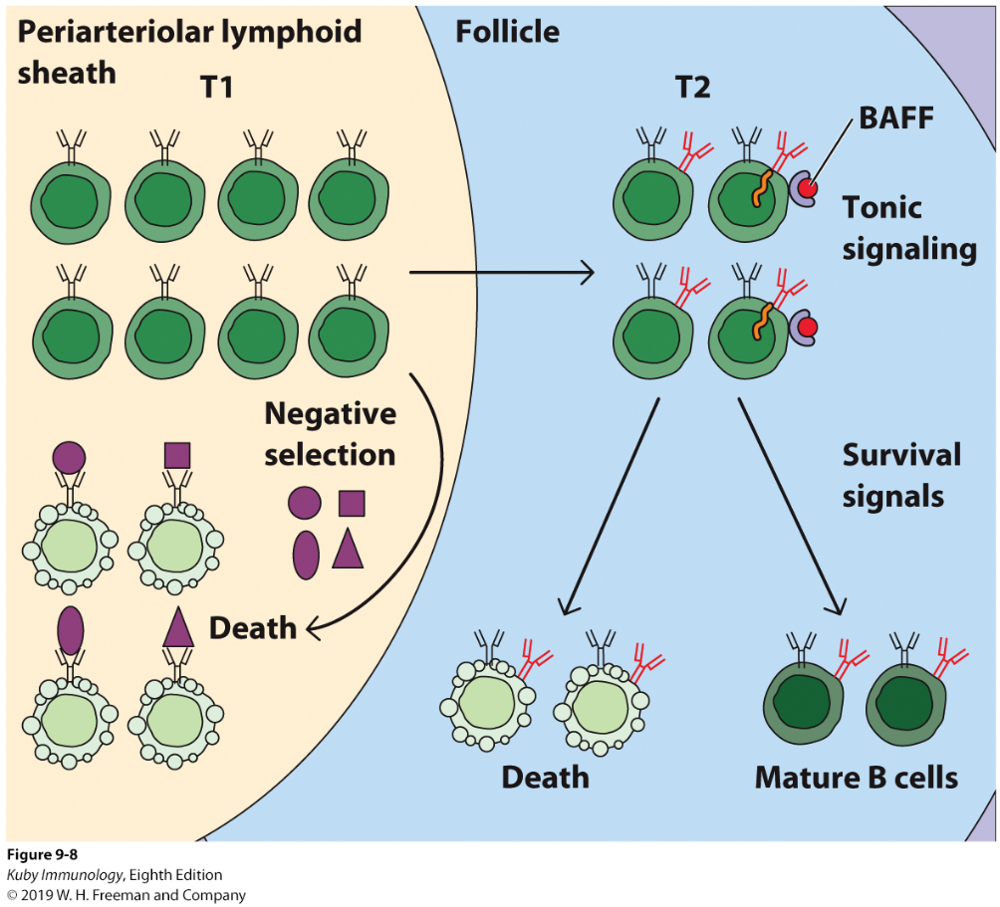 Periarteriolar lymphoid
sheath
T1
Follicle
T2
BAFF
Tonic
signaling
Negative
selection
Death
Survival
signals
Death
Mature B cells
Figure 9-8
Kuby Immunology, Eighth Edition
© 2019 W. H. Freeman and Company